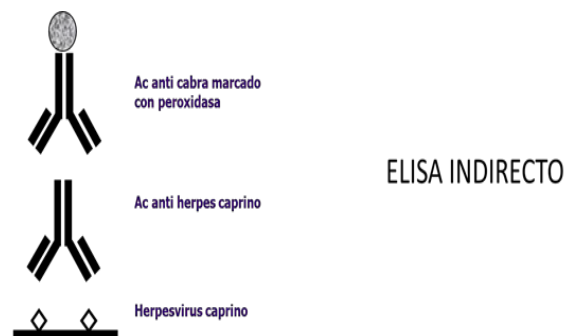 Ac anti cabra marcado
con peroxidasa
ELISA INDIRECTO
Ac anti herpes caprino
Herpesvirus caprino